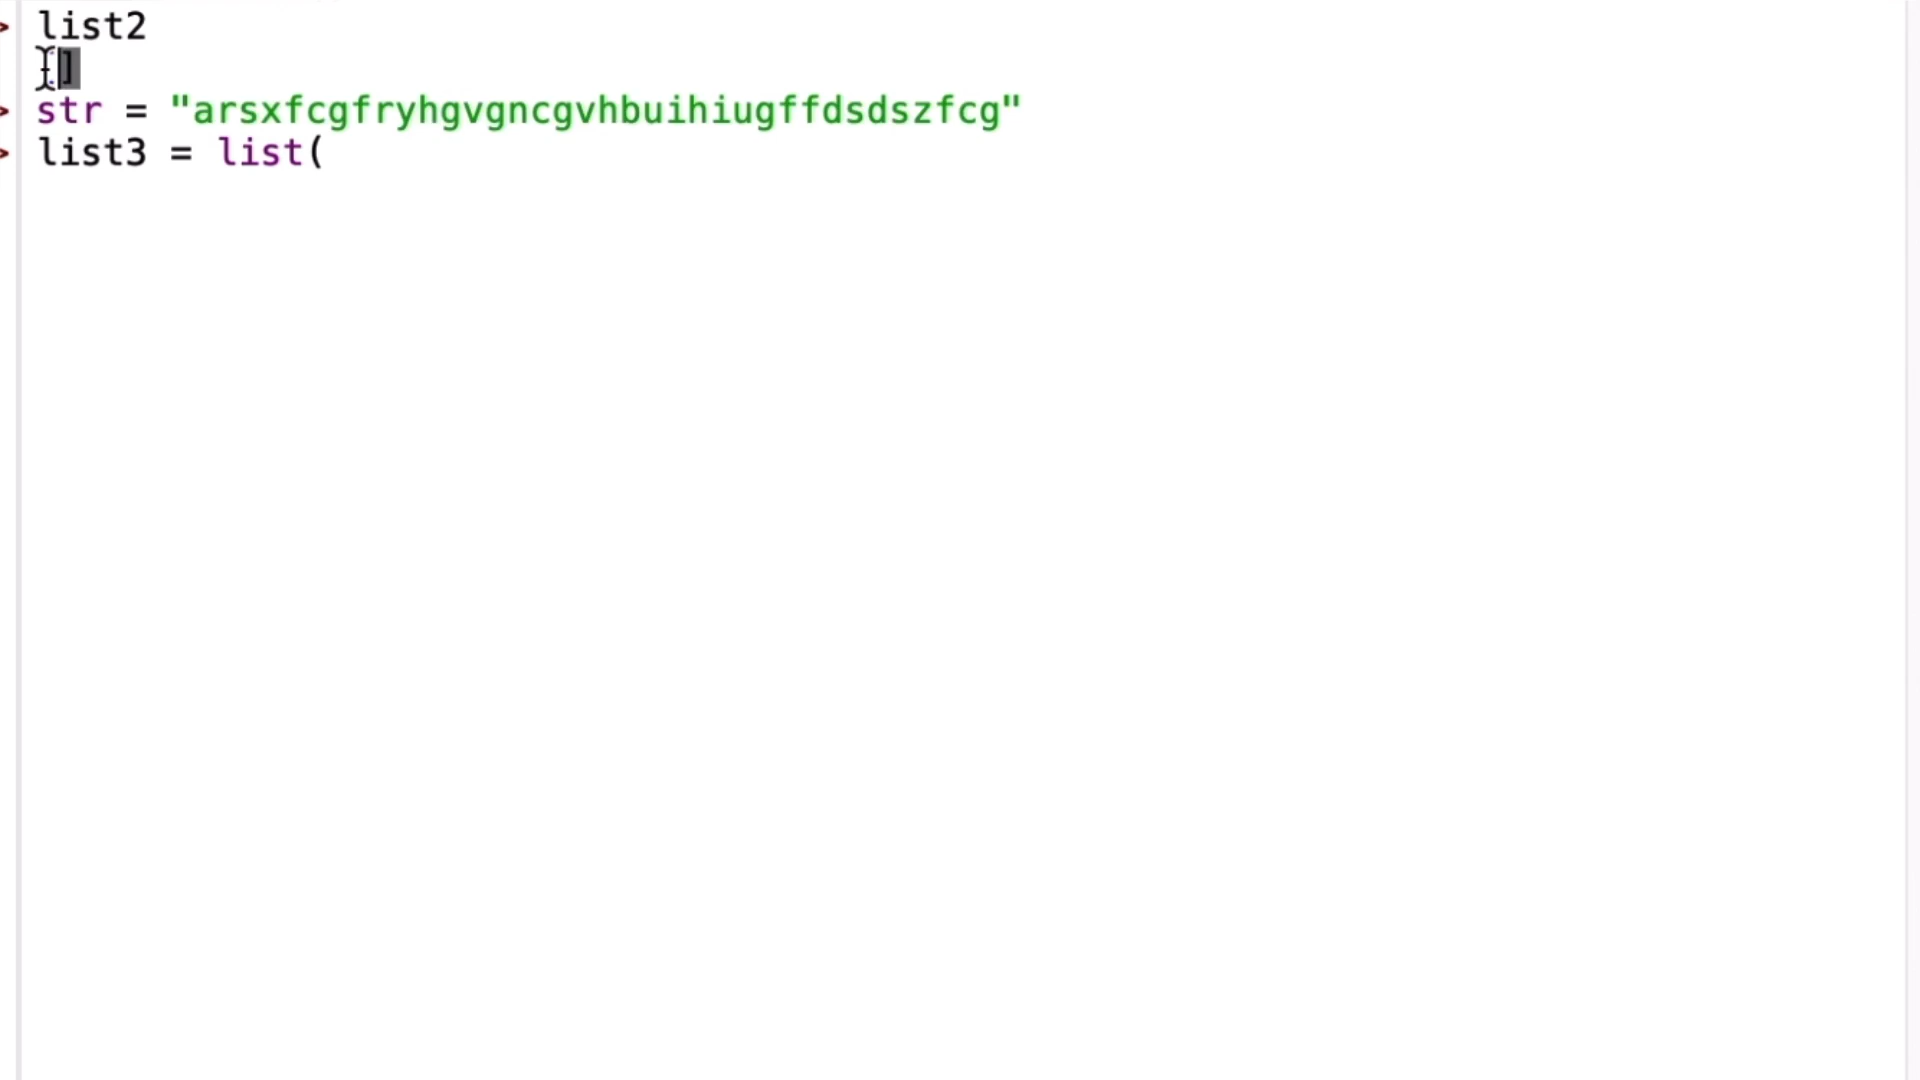 > list2
[]
> str = "arsxfcgfryhgvgncgvhbuihiugffdsdszfcg"
> list3 = list(